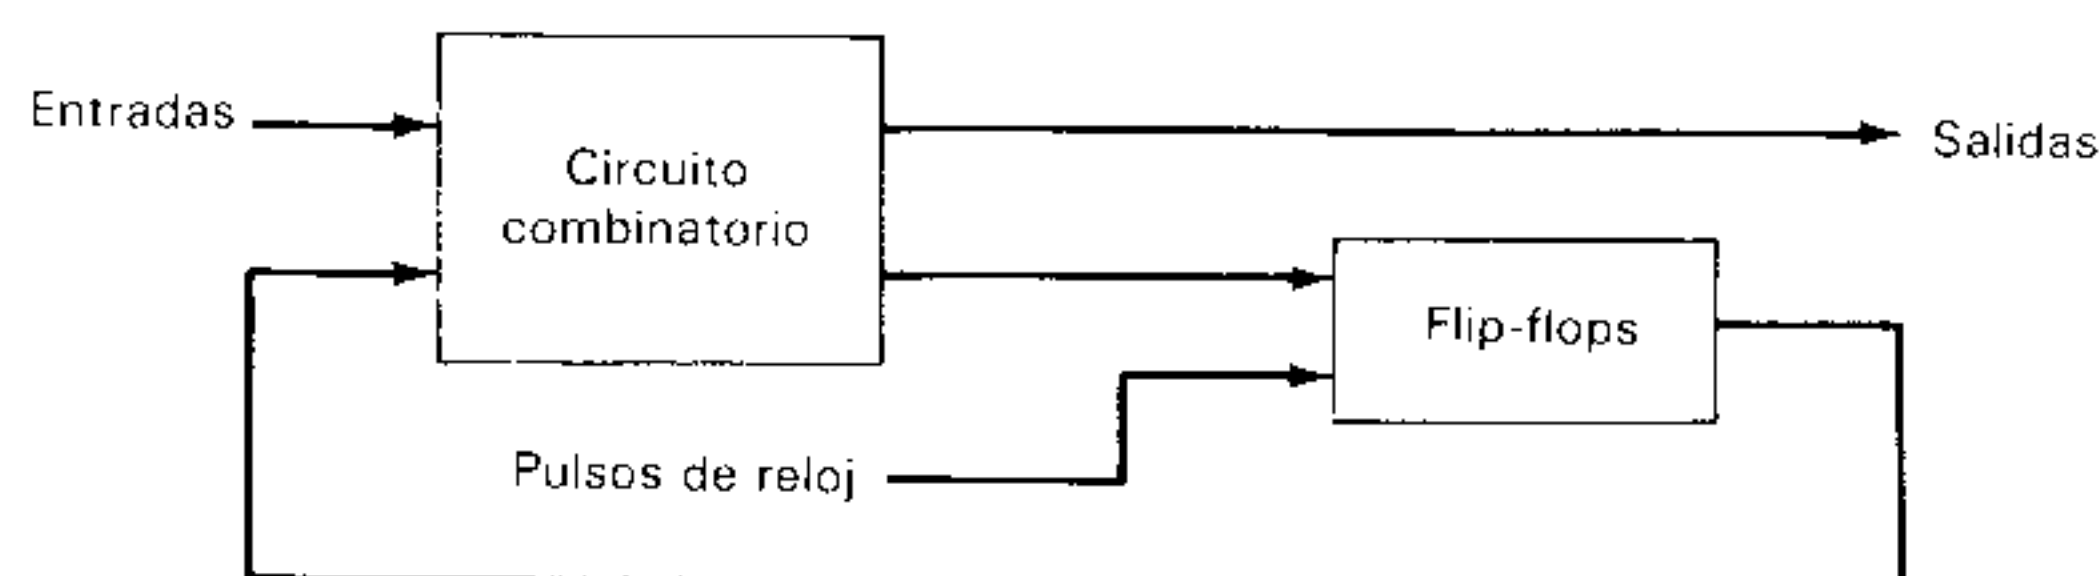 Entradas
Circuito
combinatorio
Salidas
Flip-flops
Pulsos de reloj